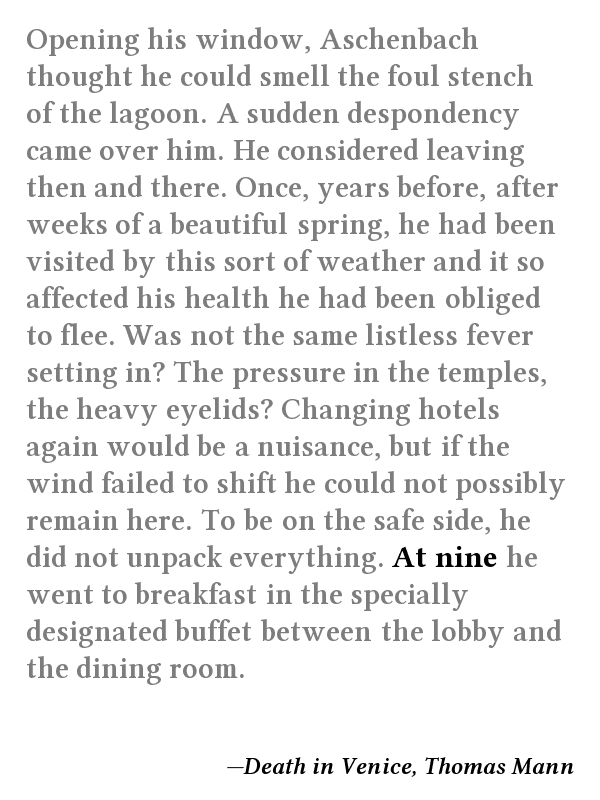 Opening his window, Aschenbach
thought he could smell the foul stench
of the lagoon. A sudden despondency
came over him. He considered leaving
then and there. Once, years before, after
weeks of a beautiful spring, he had been
visited by this sort of weather and it so
affected his health he had been obliged
to flee. Was not the same listless fever
setting in? The pressure in the temples,
the heavy eyelids? Changing hotels
again would be a nuisance, but if the
wind failed to shift he could not possibly
remain here. To be on the safe side, he
did not unpack everything. At nine he
went to breakfast in the specially
designated buffet between the lobby and
the dining room.
—Death in Venice, Thomas Mann